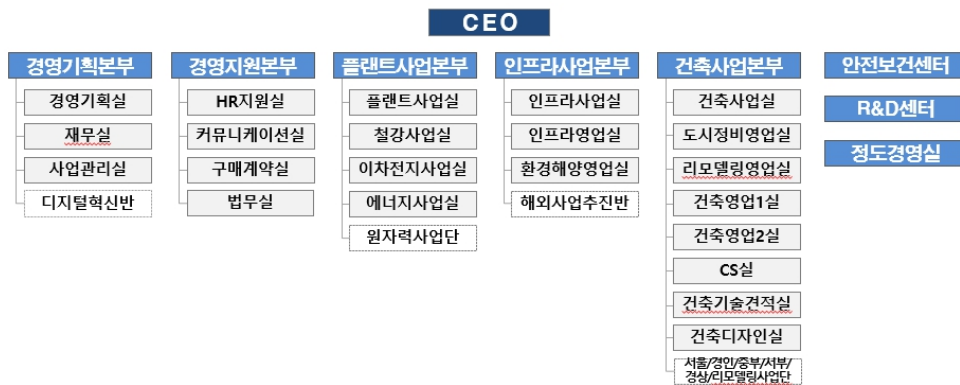 CEO
경영기획본부
경영기획실
재무실
사업관리실
디지털혁신반
경영지원본부
HR지원실
커뮤니케이션실
구매계약실
법무실
플랜트사업본부
플랜트사업실
철강사업실
이차전지사업실
에너지사업실
원자력사업단
인프라사업본부
인프라사업실
인프라영업실
환경해양영업실
해외사업추진반
건축사업본부
건축사업실
도시정비영업실
리모델링영업실
건축영업1실
건축영업2실
CS실
건축기술견적실
건축디자인실
서울/경인/중부/서부/
경상/리모델링사업단
안전보건센터
R&D센터
정도경영실